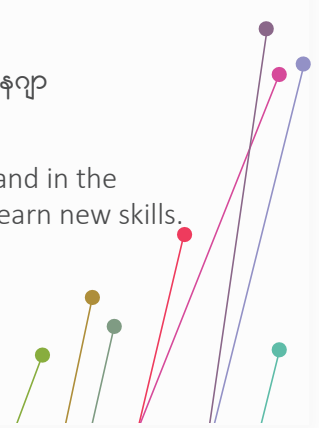 နဂျာ
and in the
earn new skills.